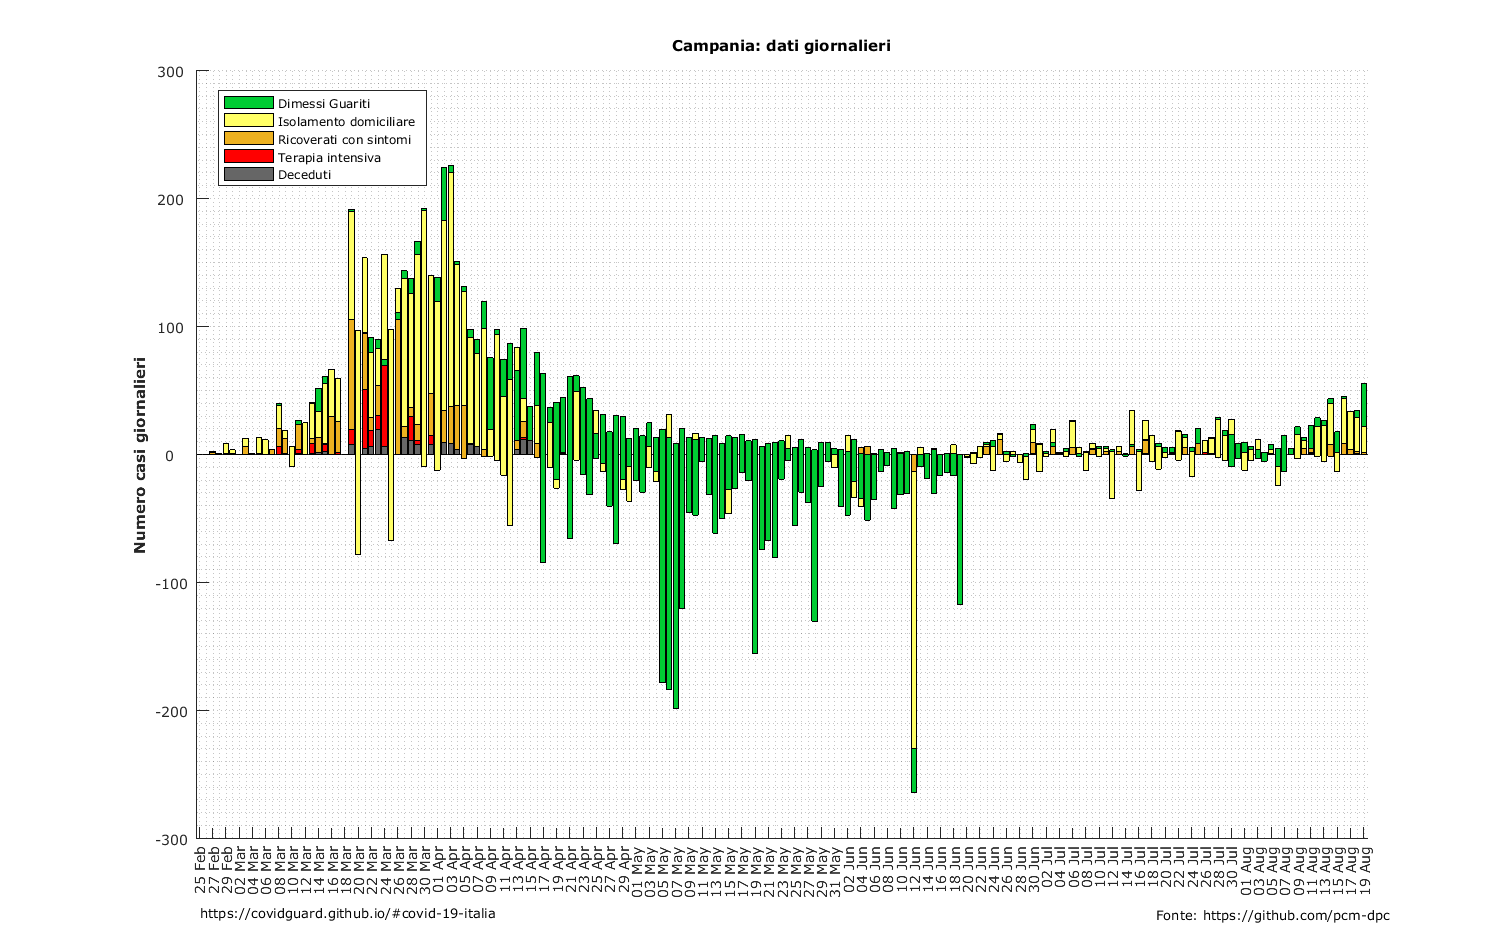 Campania: dati giornalieri
300
200
100
0
-100
-200
-300
Numero casi giornalieri
Dimessi Guariti
Isolamento domiciliare
Ricoverati con sintomi
Terapia intensiva
Deceduti
25 Feb
27 Feb
29 Feb
02 Mar
04 Mar
06 Mar
08 Mar
10 Mar
12 Mar
14 Mar
16 Mar
18 Mar
20 Mar
22 Mar
24 Mar
26 Mar
28 Mar
30 Mar
01 Apr
03 Apr
05 Apr
07 Apr
09 Apr
11 Apr
13 Apr
15 Apr
17 Apr
19 Apr
21 Apr
23 Apr
25 Apr
27 Apr
29 Apr
01 May
03 May
05 May
07 May
09 May
11 May
13 May
15 May
17 May
19 May
21 May
23 May
25 May
27 May
29 May
31 May
02 Jun
04 Jun
06 Jun
08 Jun
10 Jun
12 Jun
14 Jun
16 Jun
18 Jun
20 Jun
22 Jun
24 Jun
26 Jun
28 Jun
30 Jun
02 Jul
04 Jul
06 Jul
08 Jul
10 Jul
12 Jul
14 Jul
16 Jul
18 Jul
20 Jul
22 Jul
24 Jul
26 Jul
28 Jul
30 Jul
01 Aug
03 Aug
05 Aug
07 Aug
09 Aug
11 Aug
13 Aug
15 Aug
17 Aug
19 Aug
https://covidguard.github.io/#covid-19-italia
Fonte: https://github.com/pcm-dpc